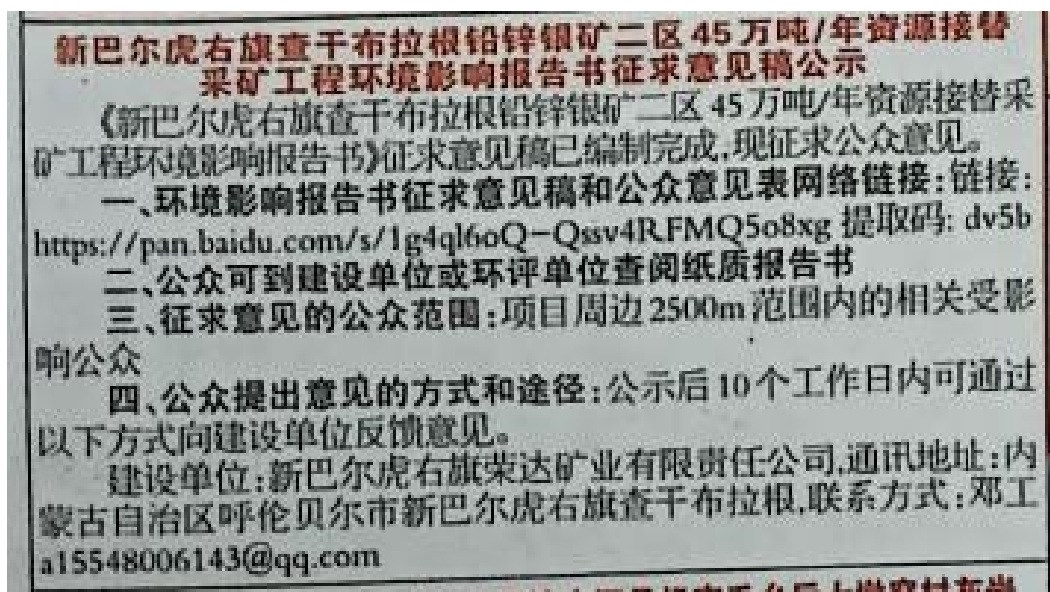 新巴尔虎右旗查干布拉根铅锌银矿二区45万吨/年资源接替
采矿工程环境影响报告书征求意见稿公示
《新巴尔虎右旗查干布拉根铅锌银矿二区45万吨/年资源接替采
矿工程环境影响报告书》征求意见稿已编制完成,现征求公众意见。
一、环境影响报告书征求意见稿和公众意见表网络链接:链接:
https://pan.baidu.com/s/1g4ql6oQ-Qssv4RFMQ5o8xg 提取码: dv5b
二、公众可到建设单位或环评单位查阅纸质报告书
三、征求意见的公众范围:项目周边2500m范围内的相关受影
响公众
四、公众提出意见的方式和途径:公示后10个工作日内可通过
以下方式向建设单位反馈意见。
建设单位:新巴尔虎右旗荣达矿业有限责任公司,通讯地址:内
蒙古自治区呼伦贝尔市新巴尔虎右旗查干布拉根,联系方式:邓工
a15548006143@qq.com